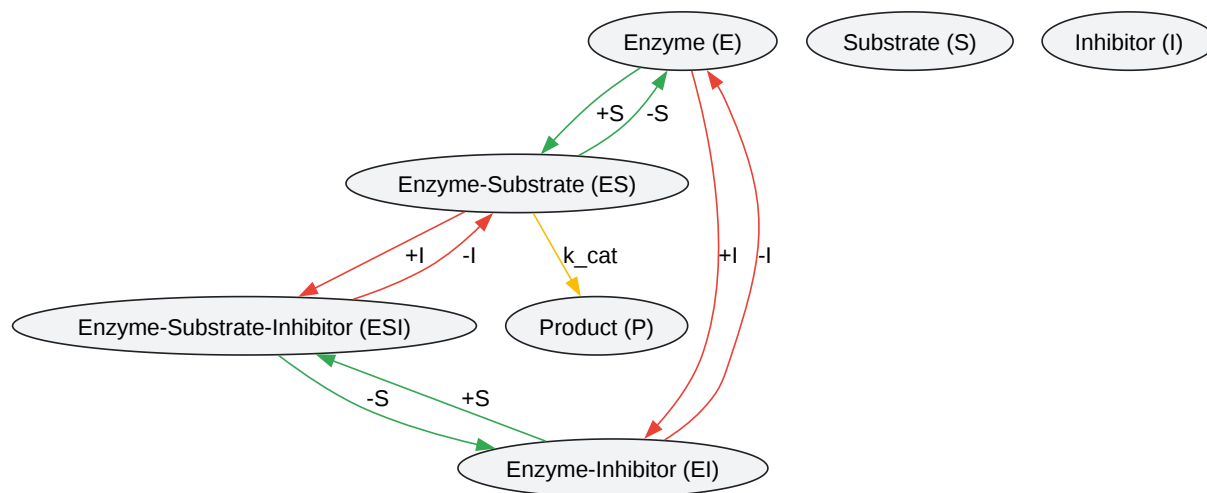 Enzyme (E)
Substrate (S)
Inhibitor (I)
+S
-S
Enzyme-Substrate (ES)
+I
-I
k_cat
+I
-I
Enzyme-Substrate-Inhibitor (ESI)
Product (P)
-S
+S
Enzyme-Inhibitor (EI)